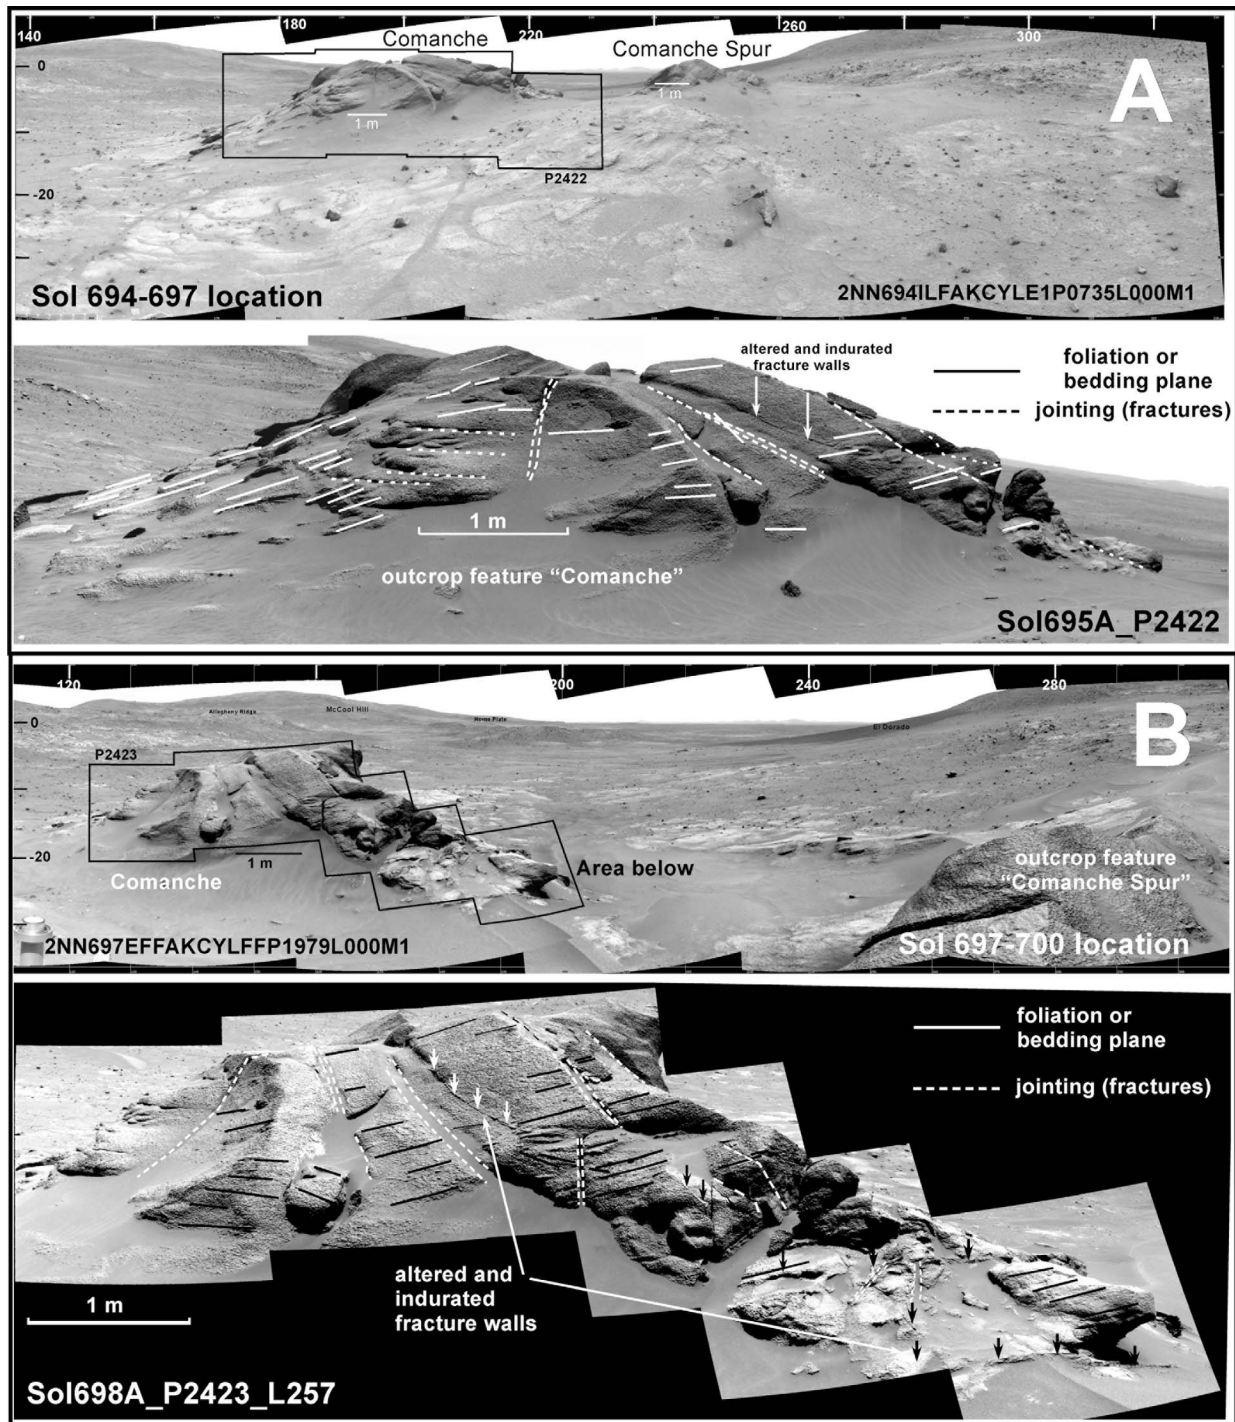 140
180
220
260
300
Comanche
Comanche Spur
0
1 m
1 m
A
P2422
-20
Sol 694-697 location
2NN694ILFAKCYLE1P0735L000M1
altered and indurated
fracture walls
foliation or
bedding plane
jointing (fractures)
1 m
outcrop feature “Comanche”
Sol695A_P2422
120
200
240
280
Allegheny Ridge
McCool Hill
Home Plate
El Dorado
B
0
P2423
-20
1 m
Comanche
Area below
outcrop feature
“Comanche Spur”
2NN697EFFAKCYLFFP1979L000M1
Sol 697-700 location
foliation or
bedding plane
jointing (fractures)
altered and
indurated
fracture walls
1 m
Sol698A_P2423_L257